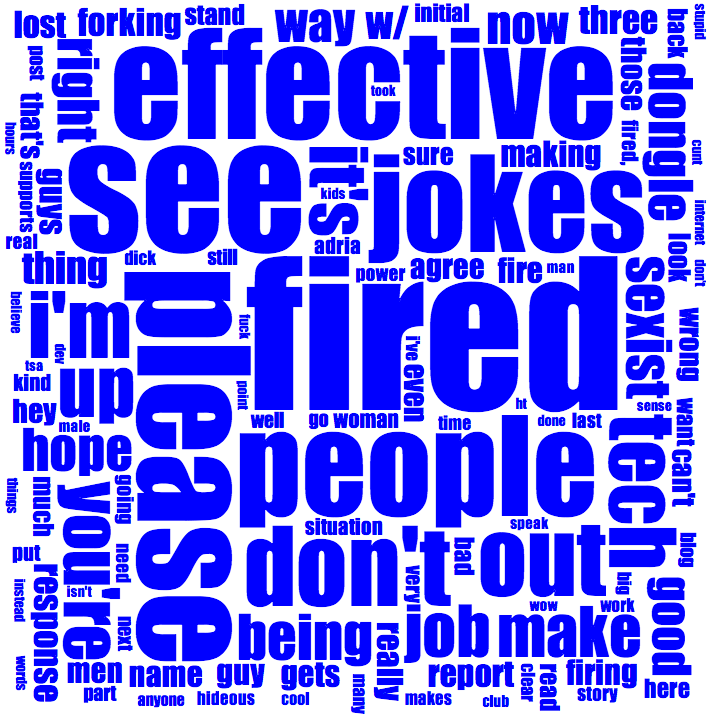 lost forking stand way w/ initial now three back stupid
post right effective took those dongle
hours that's supports guys see it's kids sure making jokes fired, cunt
real adria internet
thing dick still power agree fire man look don't
believe i'm please fired sexist wrong
tsa dev fuck i've even
kind up point ht sense
hey male well go woman time done last want can't
hope people tech
things much you're going situation speak blog
put response isn't need don't very bad out big good
instead being really job make wow work
words next
men name guy gets report clear read firing here
part anyone hideous cool many makes club story